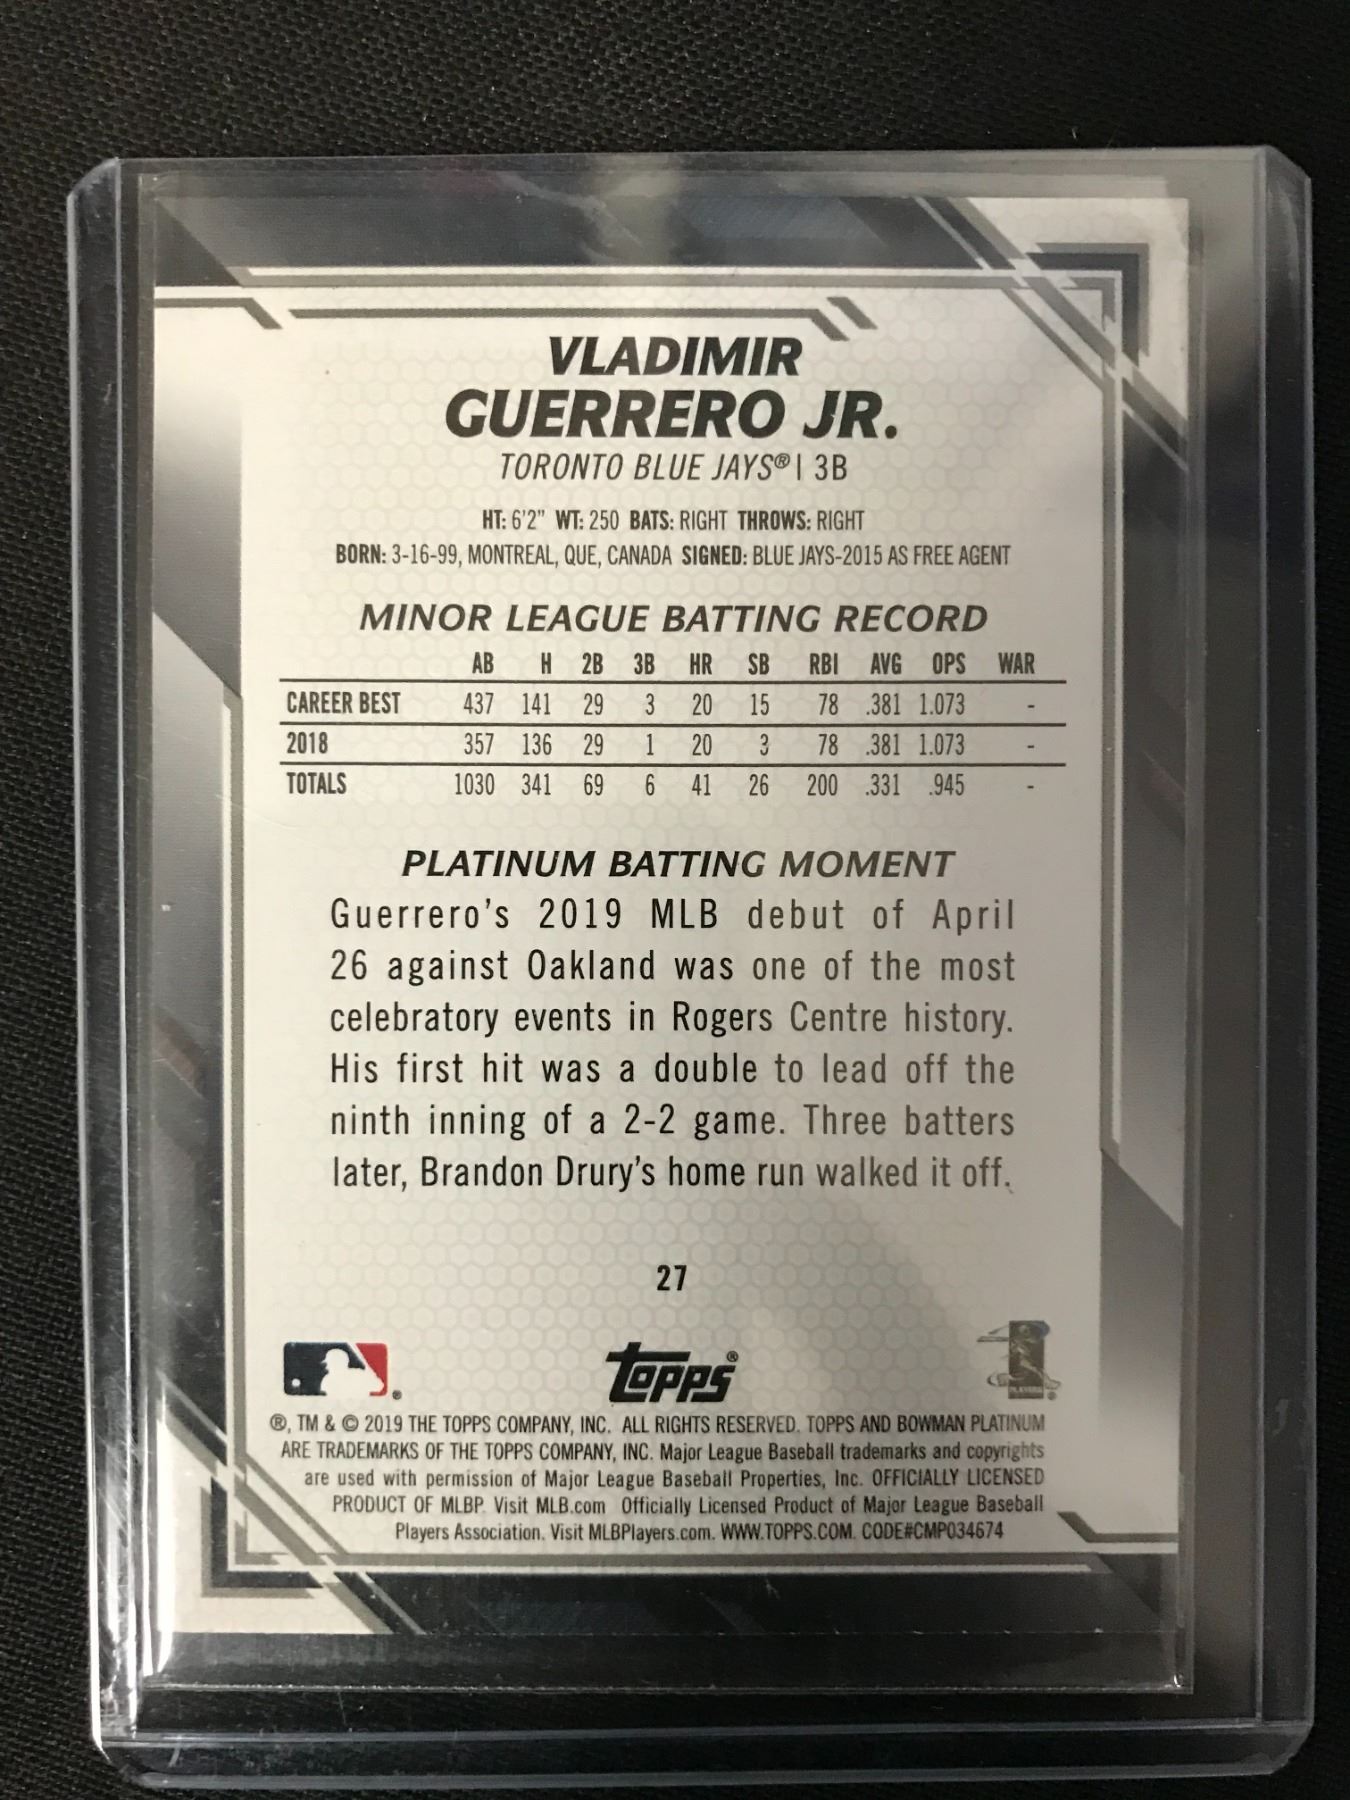 VLADIMIR
GUERRERO JR.
TORONTO BLUE JAYS® | 3B
HT: 6'2" WT: 250 BATS: RIGHT THROWS: RIGHT
BORN: 3-16-99, MONTREAL, QUE, CANADA SIGNED: BLUE JAYS-2015 AS FREE AGENT
MINOR LEAGUE BATTING RECORD
AB H 2B 3B HR SB RBI AVG OPS WAR
CAREER BEST 437 141 29 3 20 15 78 .381 1.073 -
2018 357 136 29 1 20 3 78 .381 1.073 -
TOTALS 1030 341 69 6 41 26 200 .331 .945 -
PLATINUM BATTING MOMENT
Guerrero's 2019 MLB debut of April
26 against Oakland was one of the most
celebratory events in Rogers Centre history.
His first hit was a double to lead off the
ninth inning of a 2-2 game. Three batters
later, Brandon Drury's home run walked it off.
27
® Topps® PLAYERS ®
®, TM & © 2019 THE TOPPS COMPANY, INC. ALL RIGHTS RESERVED. TOPPS AND BOWMAN PLATINUM
ARE TRADEMARKS OF THE TOPPS COMPANY, INC. Major League Baseball trademarks and copyrights
are used with permission of Major League Baseball Properties, Inc. OFFICIALLY LICENSED
PRODUCT OF MLBP. Visit MLB.com Officially Licensed Product of Major League Baseball
Players Association. Visit MLBPlayers.com. WWW.TOPPS.COM. CODE#CMP034674